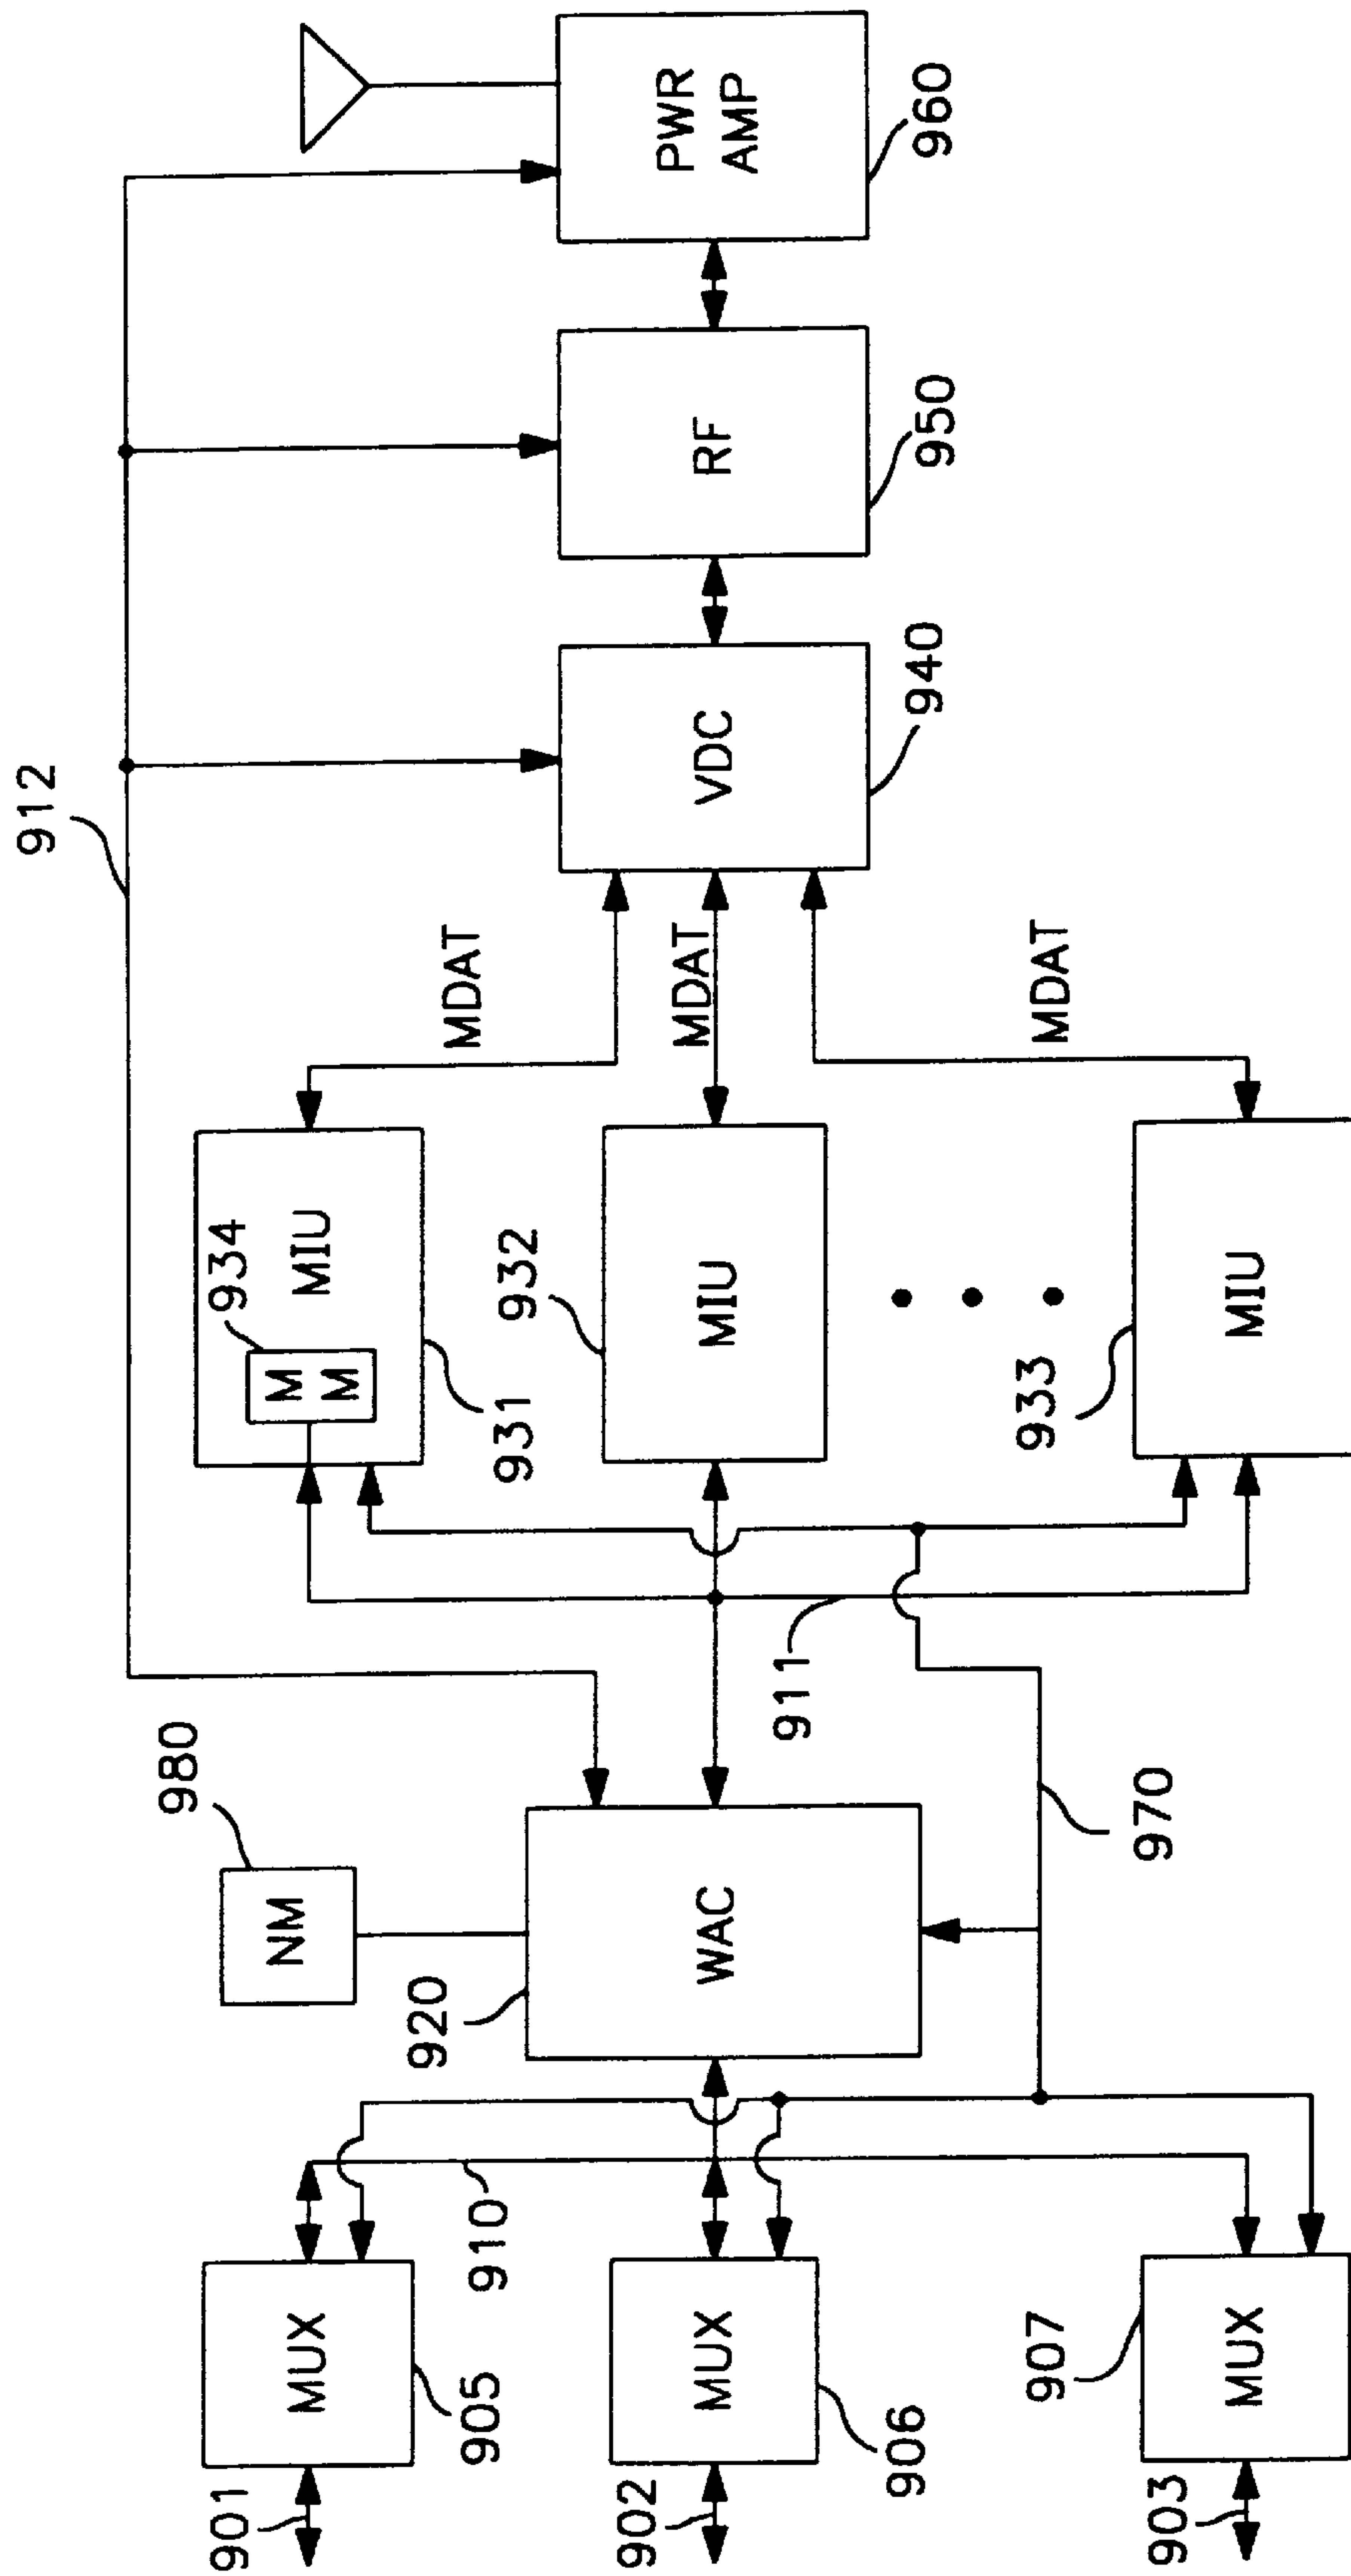 912
980
NM
920
WAC
901
MUX
905
910
902
MUX
906
903
MUX
907
911
970
934
M
M
MIU
931
932
MIU
933
MIU
MDAT
MDAT
MDAT
VDC
940
RF
950
PWR
AMP
960